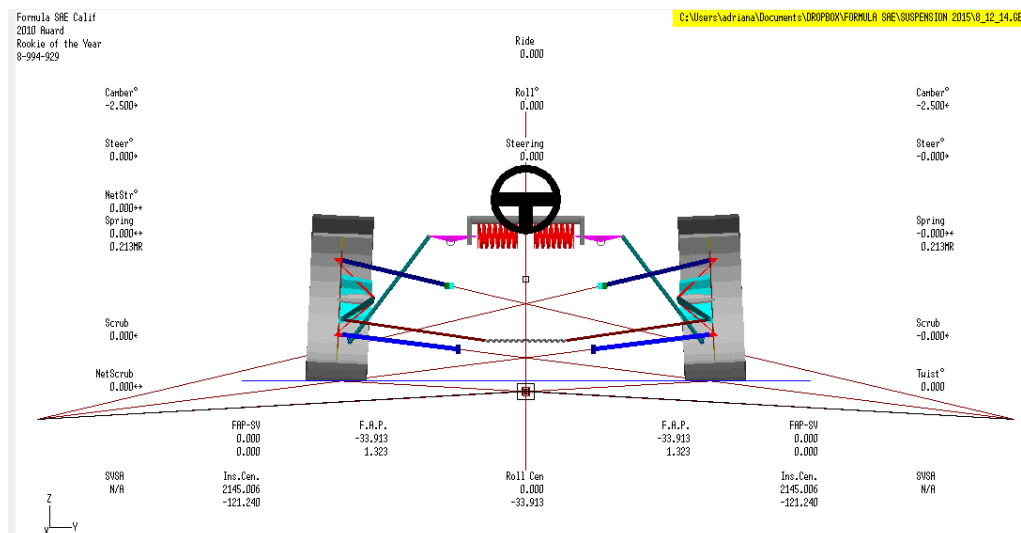 Formula SAE Calif
2010 Award
Rookie of the Year
8-994-929
C:\Users\adriana\Documents\DROPBOX\FORMULA SAE\SUSPENSION 2015\8_12_14.GE
Ride
0.000
Camber°
-2.500+
Roll°
0.000
Camber°
-2.500+
Steer°
0.000+
Steering
0.000
Steer°
-0.000+
NetStr°
0.000++
Spring
0.000++
0.213MR
Spring
-0.000++
0.213MR
Scrub
0.000+
Scrub
-0.000+
NetScrub
0.000++
Twist°
0.000
FAP-SV
0.000
0.000
F.A.P.
-33.913
1.323
F.A.P.
-33.913
1.323
FAP-SV
0.000
0.000
SVSA
N/A
Ins.Cen.
2145.006
-121.240
Roll Cen
0.000
-33.913
Ins.Cen.
2145.006
-121.240
SVSA
N/A
Z
X
Y